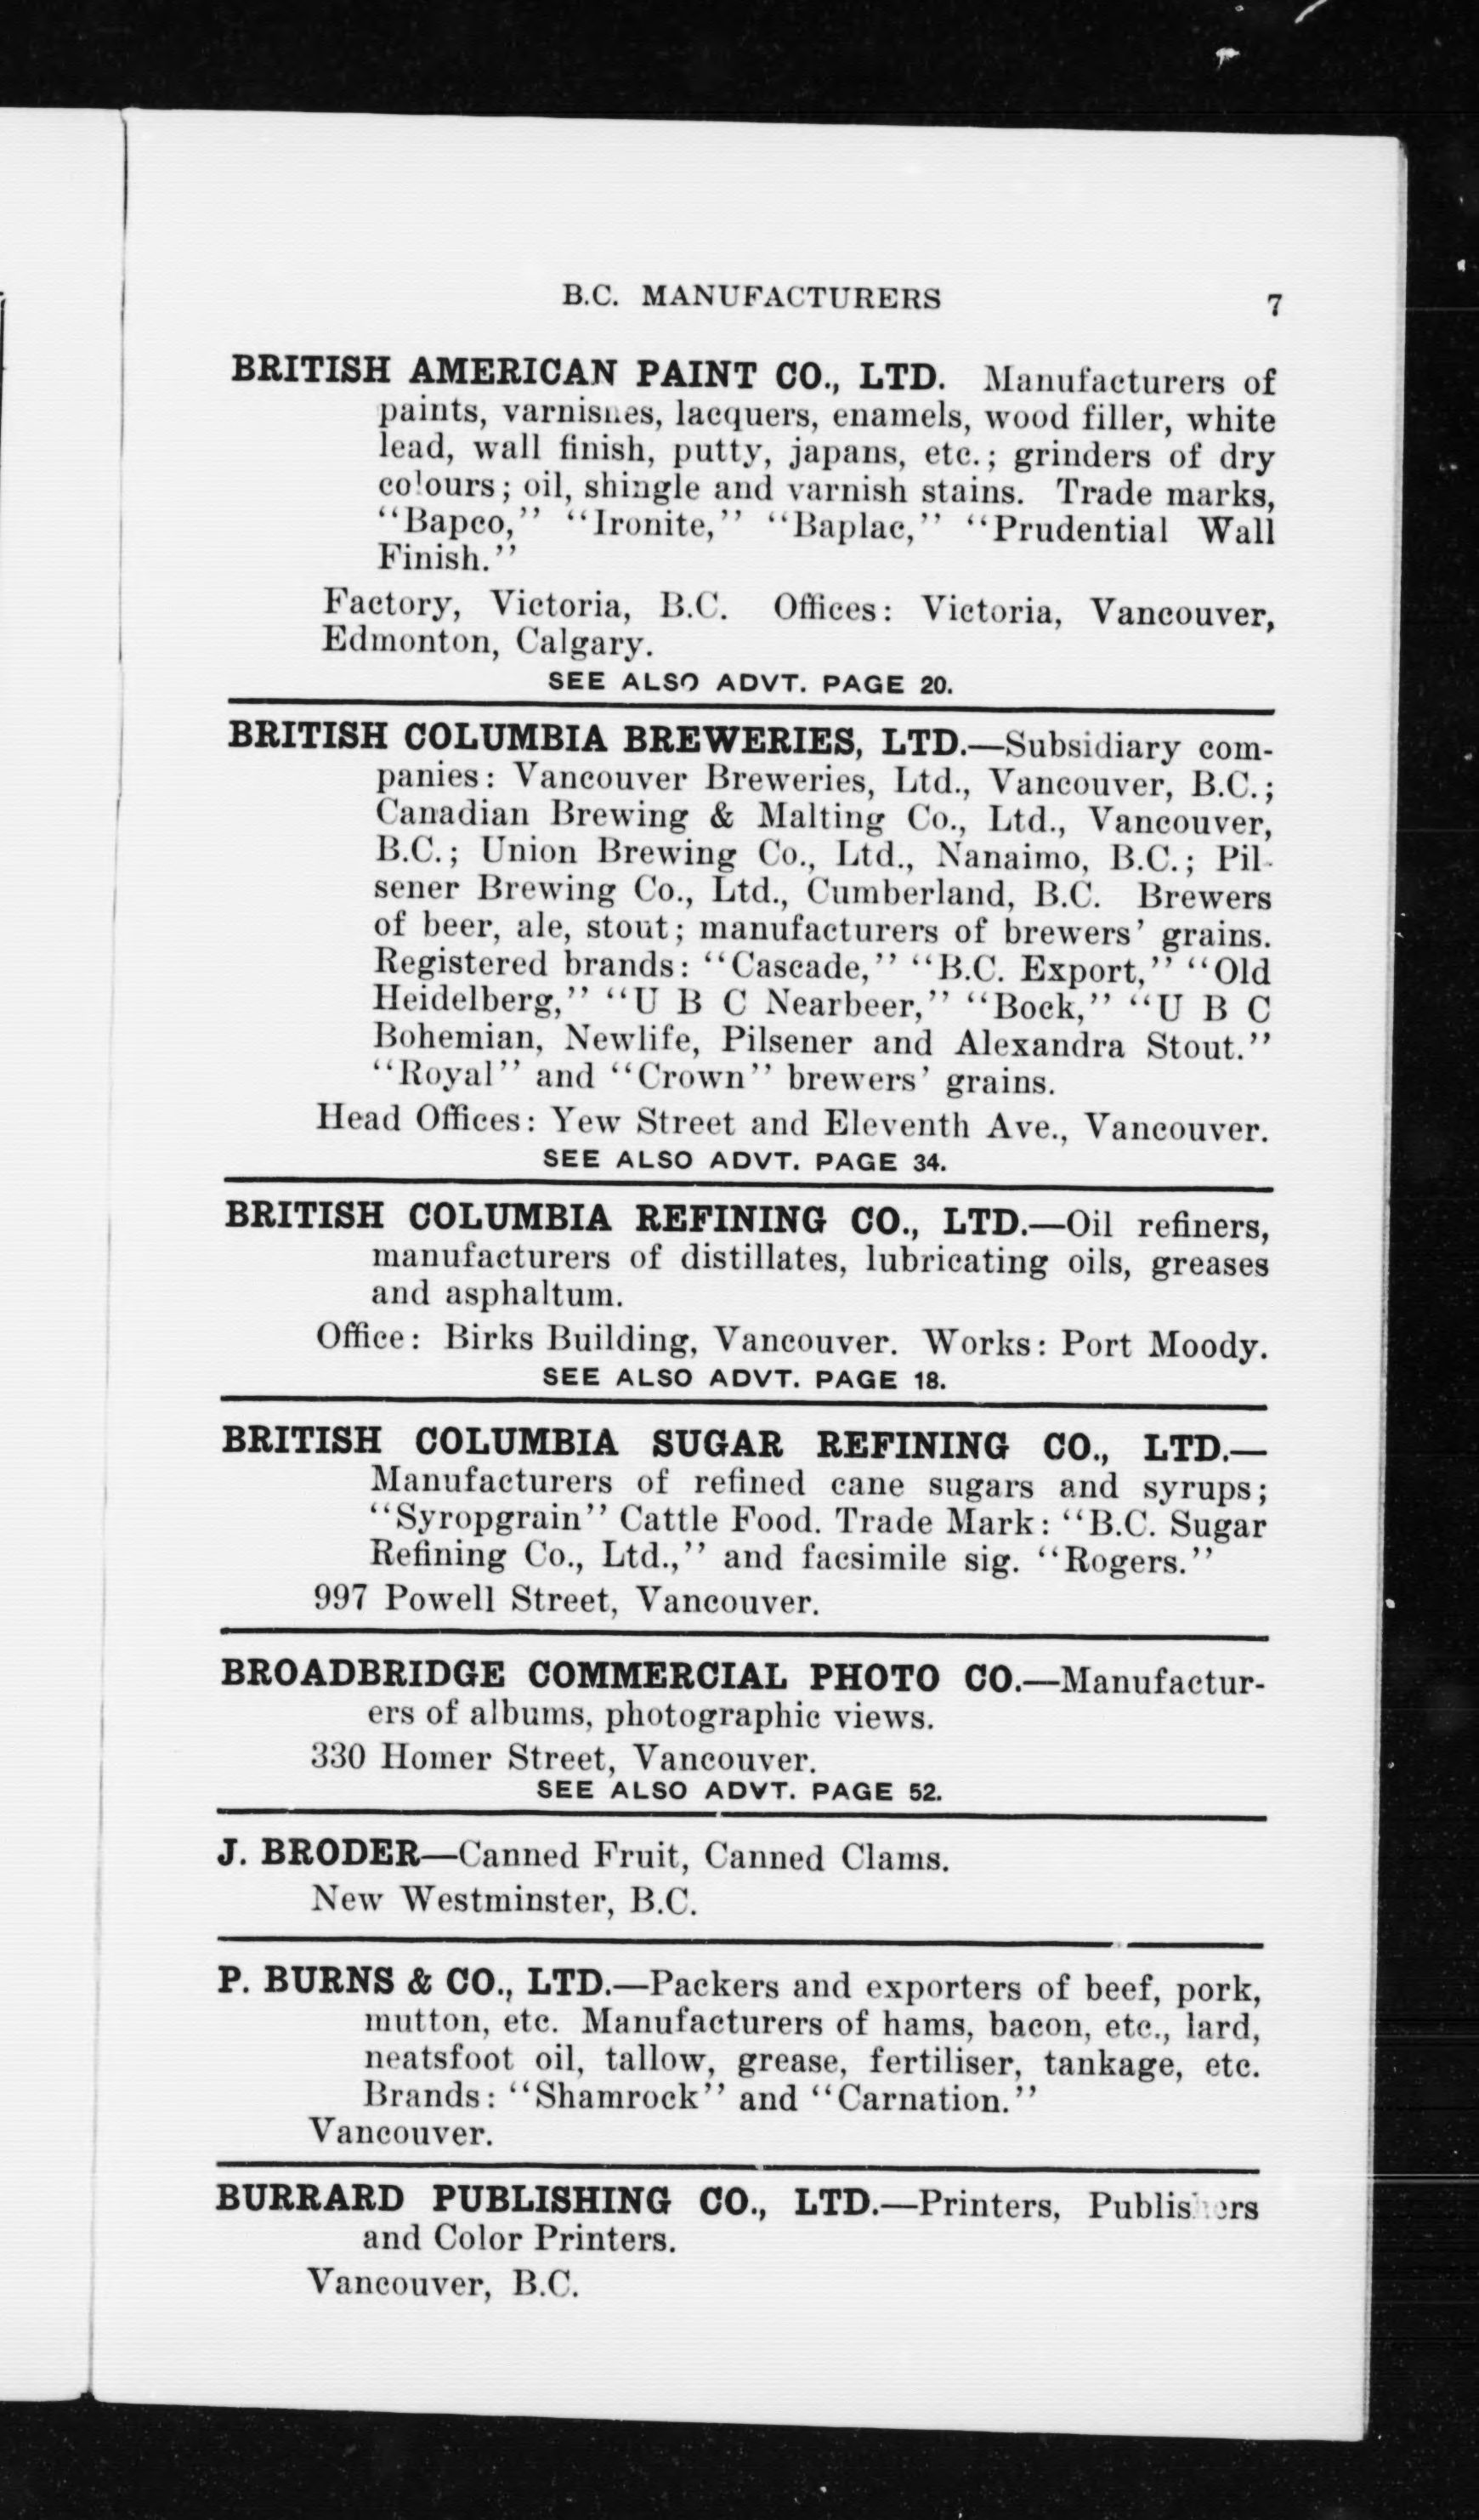 B.C. MANUFACTURERS 7
BRITISH AMERICAN PAINT CO., LTD. Manufacturers of
paints, varnishes, lacquers, enamels, wood filler, white
lead, wall finish, putty, japans, etc.; grinders of dry
colours; oil, shingle and varnish stains. Trade marks,
"Bapco," "Ironite," "Baplac," "Prudential Wall
Finish."
Factory, Victoria, B.C. Offices: Victoria, Vancouver,
Edmonton, Calgary.
SEE ALSO ADVT. PAGE 20.
BRITISH COLUMBIA BREWERIES, LTD.—Subsidiary com-
panies: Vancouver Breweries, Ltd., Vancouver, B.C.;
Canadian Brewing & Malting Co., Ltd., Vancouver,
B.C.; Union Brewing Co., Ltd., Nanaimo, B.C.; Pil-
sener Brewing Co., Ltd., Cumberland, B.C. Brewers
of beer, ale, stout; manufacturers of brewers' grains.
Registered brands: "Cascade," "B.C. Export," "Old
Heidelberg," "U B C Nearbeer," "Bock," "U B C
Bohemian, Newlife, Pilsener and Alexandra Stout."
"Royal" and "Crown" brewers' grains.
Head Offices: Yew Street and Eleventh Ave., Vancouver.
SEE ALSO ADVT. PAGE 34.
BRITISH COLUMBIA REFINING CO., LTD.—Oil refiners,
manufacturers of distillates, lubricating oils, greases
and asphaltum.
Office: Birks Building, Vancouver. Works: Port Moody.
SEE ALSO ADVT. PAGE 18.
BRITISH COLUMBIA SUGAR REFINING CO., LTD.—
Manufacturers of refined cane sugars and syrups;
"Syropgrain" Cattle Food. Trade Mark: "B.C. Sugar
Refining Co., Ltd.," and facsimile sig. "Rogers."
997 Powell Street, Vancouver.
BROADBRIDGE COMMERCIAL PHOTO CO.—Manufactur-
ers of albums, photographic views.
330 Homer Street, Vancouver.
SEE ALSO ADVT. PAGE 52.
J. BRODER—Canned Fruit, Canned Clams.
New Westminster, B.C.
P. BURNS & CO., LTD.—Packers and exporters of beef, pork,
mutton, etc. Manufacturers of hams, bacon, etc., lard,
neatsfoot oil, tallow, grease, fertiliser, tankage, etc.
Brands: "Shamrock" and "Carnation."
Vancouver.
BURRARD PUBLISHING CO., LTD.—Printers, Publishers
and Color Printers.
Vancouver, B.C.